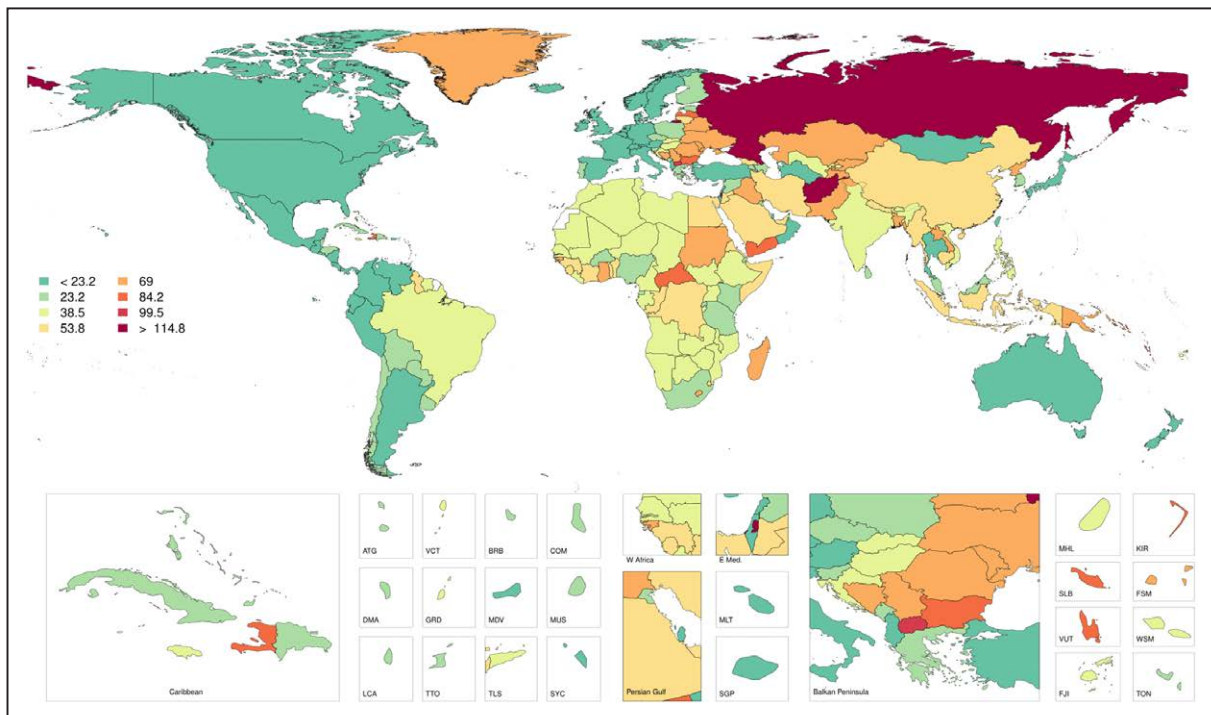 < 23.2
23.2
38.5
53.8
69
84.2
99.5
> 114.8
Caribbean
ATG
VCT
BRB
COM
DMA
GRD
MDV
MUS
LCA
TTO
TLS
SYC
W Africa
E Med.
Persian Gulf
MLT
SGP
Balkan Peninsula
MHL
KIR
SLB
FSM
VUT
WSM
FJI
TON